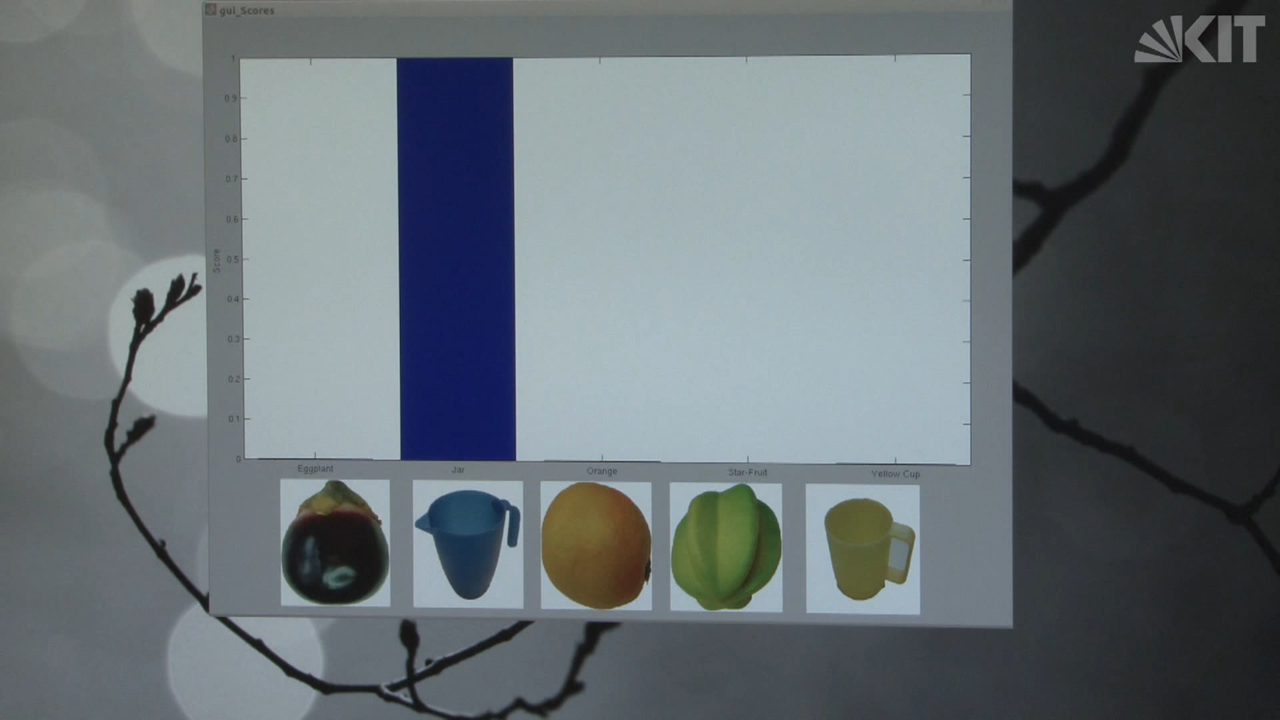 gui_Scores
KIT
1
0.9
0.8
0.7
0.6
0.5
0.4
0.3
0.2
0.1
0
Score
Eggplant
Jar
Orange
Star-Fruit
Yellow Cup